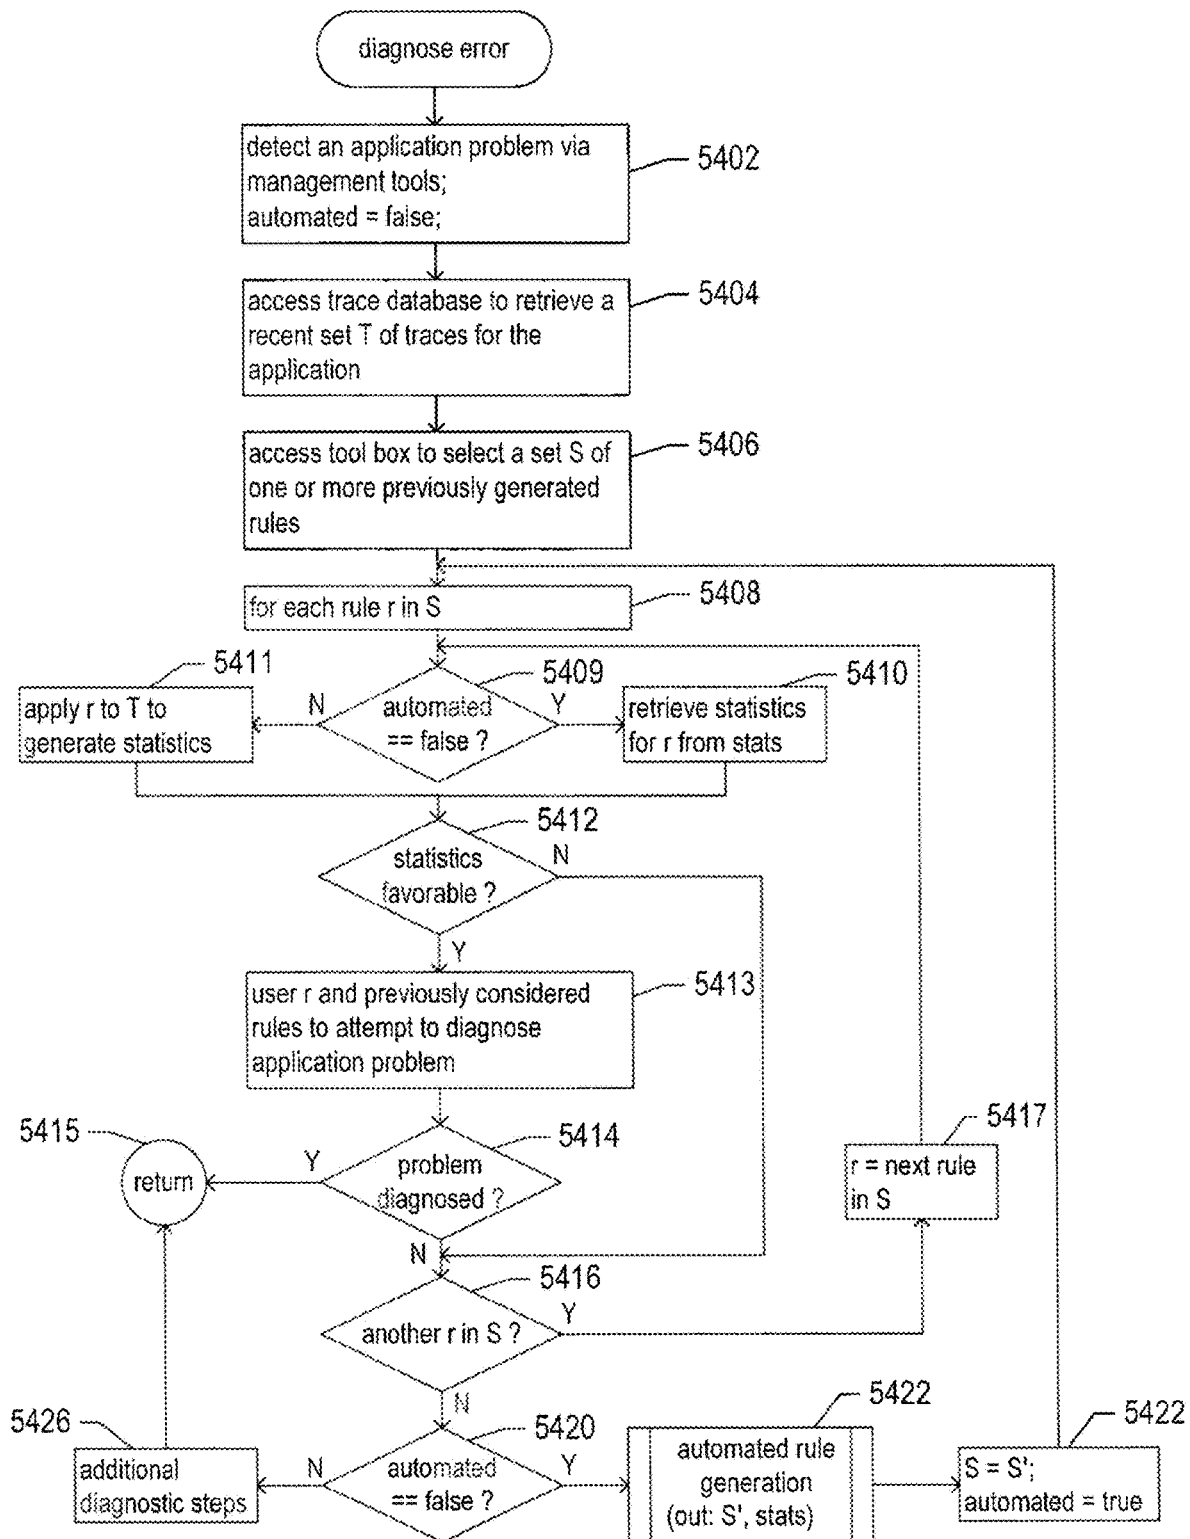 diagnose error
detect an application problem via
management tools;
automated = false;
5402
access trace database to retrieve a
recent set T of traces for the
application
5404
access tool box to select a set S of
one or more previously generated
rules
5406
for each rule r in S
5408
5411
apply r to T to
generate statistics
N
automated
== false ?
5409
Y
5410
retrieve statistics
for r from stats
5412
statistics
favorable ?
N
Y
user r and previously considered
rules to attempt to diagnose
application problem
5413
5415
return
Y
problem
diagnosed ?
5414
N
5417
r = next rule
in S
5416
another r in S ?
Y
N
5426
additional
diagnostic steps
N
automated
== false ?
5420
Y
5422
automated rule
generation
(out: S', stats)
5422
S = S';
automated = true